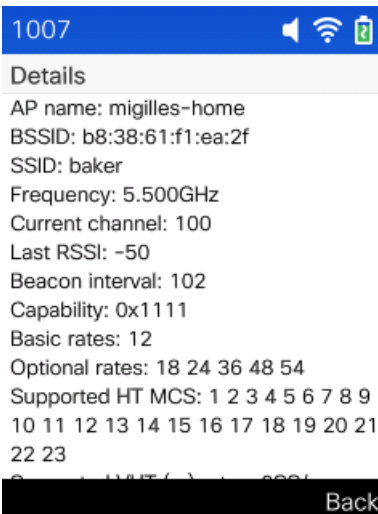 1007
Details
AP name: migilles-home
BSSID: b8:38:61:f1:ea:2f
SSID: baker
Frequency: 5.500GHz
Current channel: 100
Last RSSI: -50
Beacon interval: 102
Capability: 0x1111
Basic rates: 12
Optional rates: 18 24 36 48 54
Supported HT MCS: 1 2 3 4 5 6 7 8 9
10 11 12 13 14 15 16 17 18 19 20 21
22 23
Back